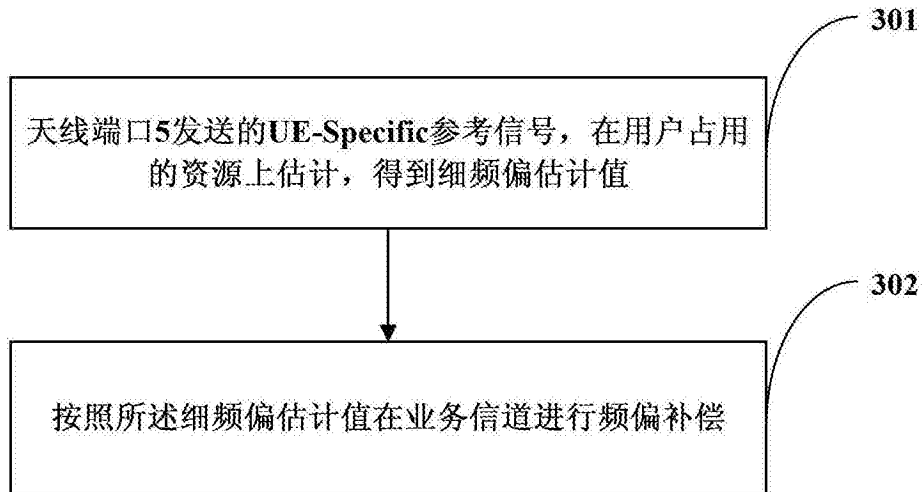 301
天线端口5发送的UE-Specific参考信号，在用户占用
的资源上估计，得到细频偏估计值
302
按照所述细频偏估计值在业务信道进行频偏补偿